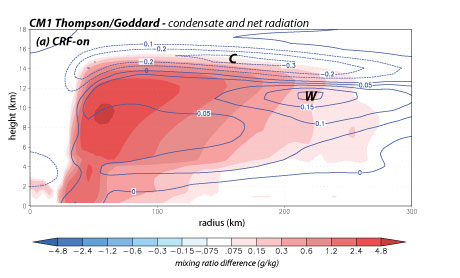 CM1 Thompson/Goddard - condensate and net radiation
(a) CRF-on
18
16
14
12
10
8
6
4
2
0
height (km)
-0.1
-0.2
-0.2
C
-0.3
-0.2
0
0.05
W
0.15
0.05
0.1
0
0
0 100 200 300
radius (km)
-4.8 -2.4 -1.2 -0.6 -0.3 -0.15 -.075 .075 0.15 0.3 0.6 1.2 2.4 4.8
mixing ratio difference (g/kg)